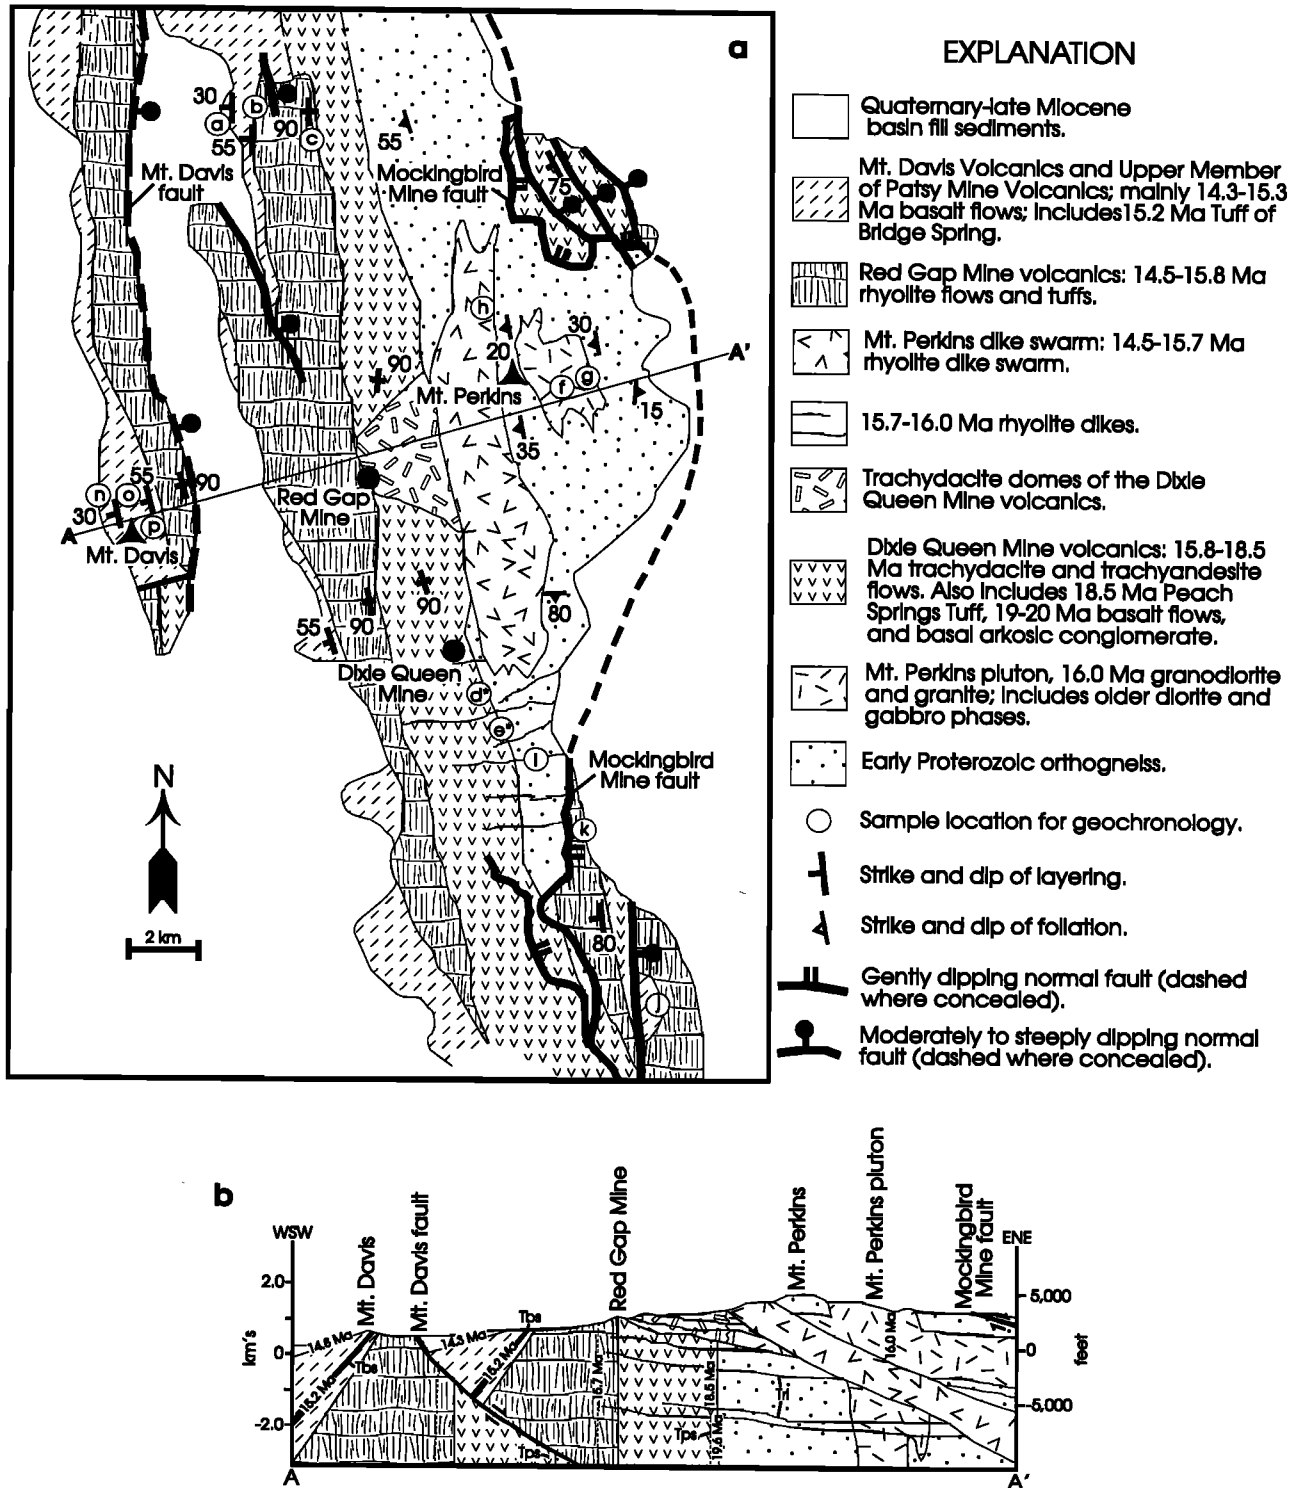 a
30
a
b
55
90
c
55
Mockingbird
Mine fault
75
Mt. Davis
fault
h
30
20
90
Mt. Perkins
f
g
A'
15
35
55
90
n
o
30
p
A
Mt. Davis
Red Gap
Mine
90
80
55
90
Dixie Queen
Mine
d*
e*
i
Mockingbird
Mine fault
k
N
2 km
80
j
EXPLANATION
Quaternary-late Miocene
basin fill sediments.
Mt. Davis Volcanics and Upper Member
of Patsy Mine Volcanics; mainly 14.3-15.3
Ma basalt flows; includes15.2 Ma Tuff of
Bridge Spring.
Red Gap Mine volcanics: 14.5-15.8 Ma
rhyolite flows and tuffs.
Mt. Perkins dike swarm: 14.5-15.7 Ma
rhyolite dike swarm.
15.7-16.0 Ma rhyolite dikes.
Trachydacite domes of the Dixie
Queen Mine volcanics.
Dixie Queen Mine volcanics: 15.8-18.5
Ma trachydacite and trachyandesite
flows. Also includes 18.5 Ma Peach
Springs Tuff, 19-20 Ma basalt flows,
and basal arkosic conglomerate.
Mt. Perkins pluton, 16.0 Ma granodiorite
and granite; includes older diorite and
gabbro phases.
Early Proterozoic orthogneiss.
Sample location for geochronology.
Strike and dip of layering.
Strike and dip of foliation.
Gently dipping normal fault (dashed
where concealed).
Moderately to steeply dipping normal
fault (dashed where concealed).
b
WSW
Mt. Davis
Mt. Davis fault
Red Gap Mine
Mt. Perkins
Mt. Perkins pluton
Mockingbird
Mine fault
ENE
2.0
0
-2.0
km's
5,000
0
-5,000
feet
14.8 Ma
15.2 Ma
Tbs
14.3 Ma
15.2 Ma
Tbs
15.7 Ma
18.5 Ma
19.6 Ma
Tps
Tps
Tri
16.0 Ma
A
A'